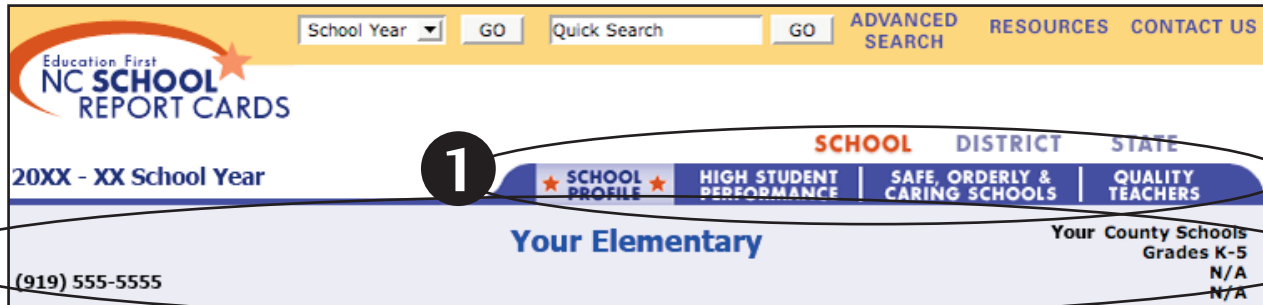 School Year GO Quick Search GO ADVANCED SEARCH RESOURCES CONTACT US
Education First
NC SCHOOL
REPORT CARDS
1
SCHOOL DISTRICT STATE
20XX - XX School Year
SCHOOL PROFILE HIGH STUDENT PERFORMANCE SAFE, ORDERLY & CARING SCHOOLS QUALITY TEACHERS
Your Elementary
Your County Schools
Grades K-5
(919) 555-5555
N/A
N/A